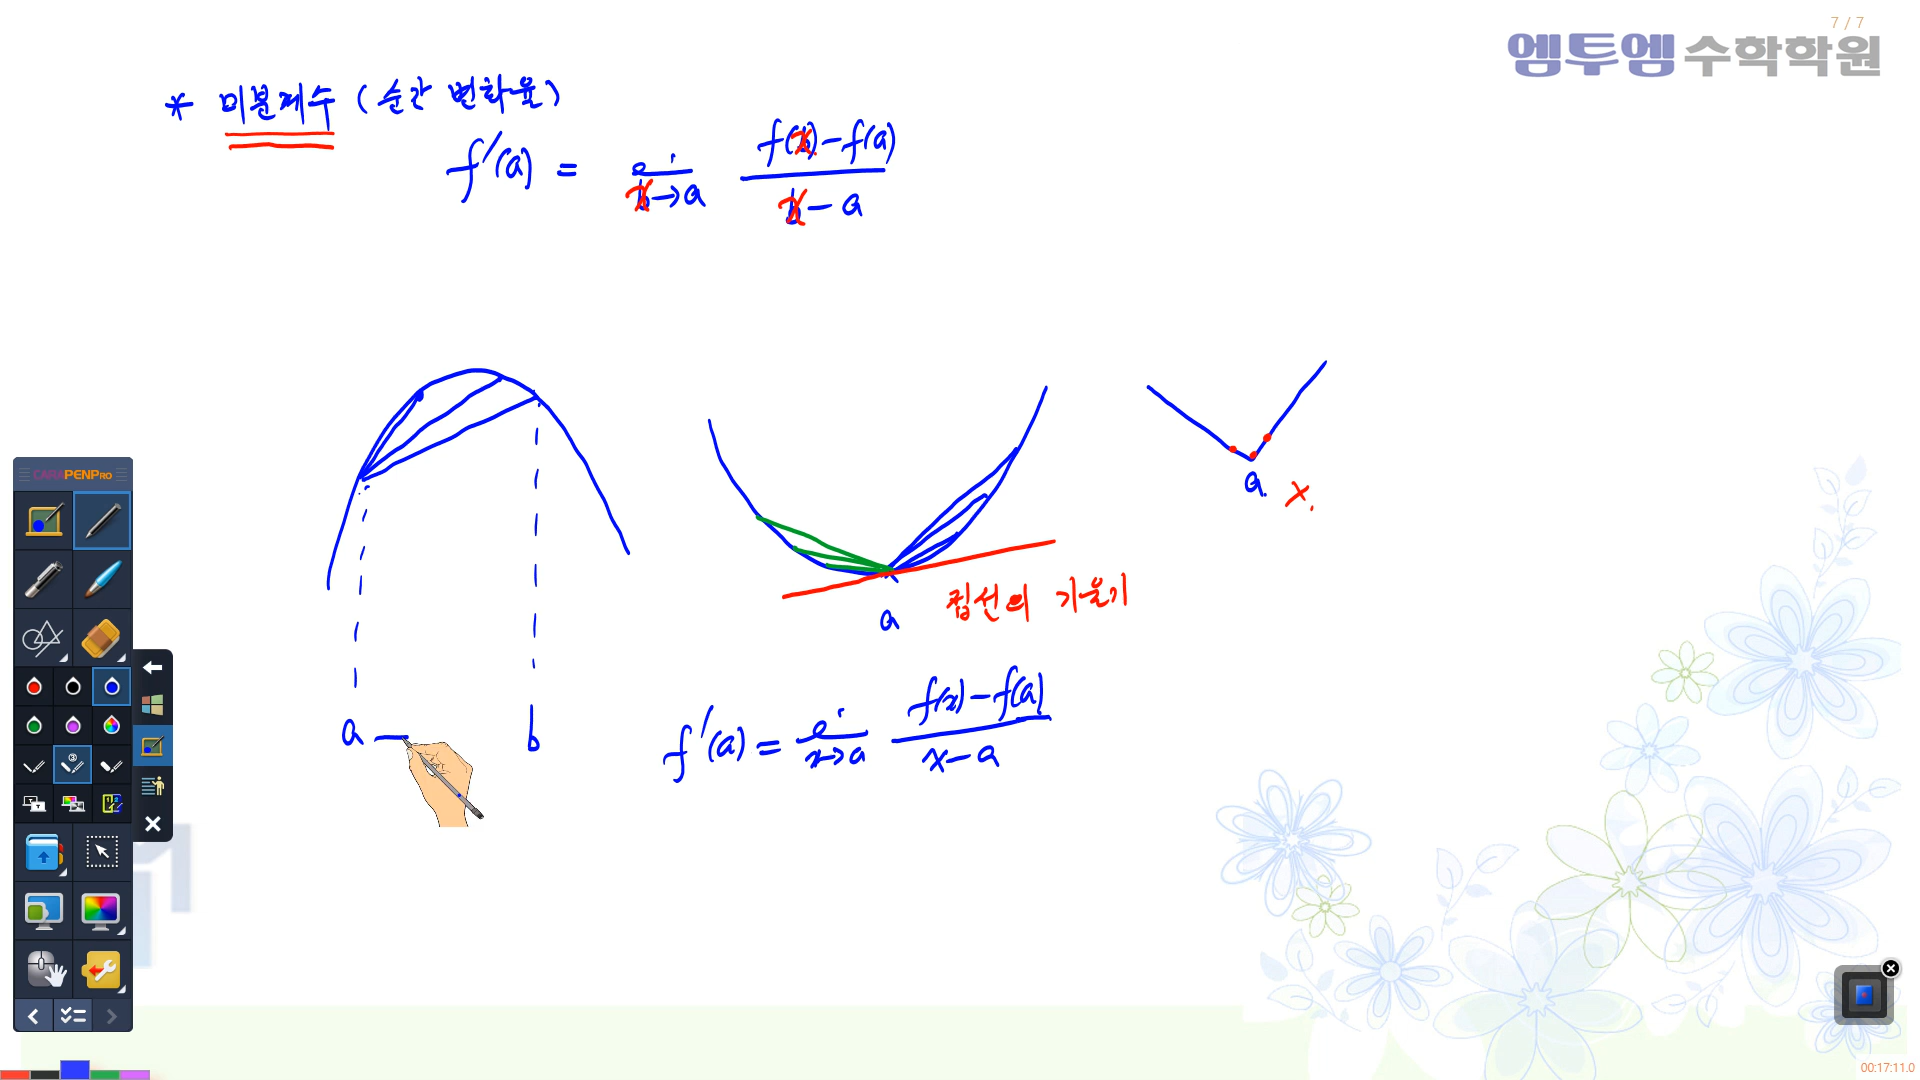 7 / 7
엠투엠 수학학원
* 미분계수 (순간 변화율)
f'(a) = lim x→a f(x)-f(a) / x-a
a x.
a 접선의 기울기
f'(a) = lim x→a f(x)-f(a) / x-a
a b
CARAPENPRO
00:17:11.0